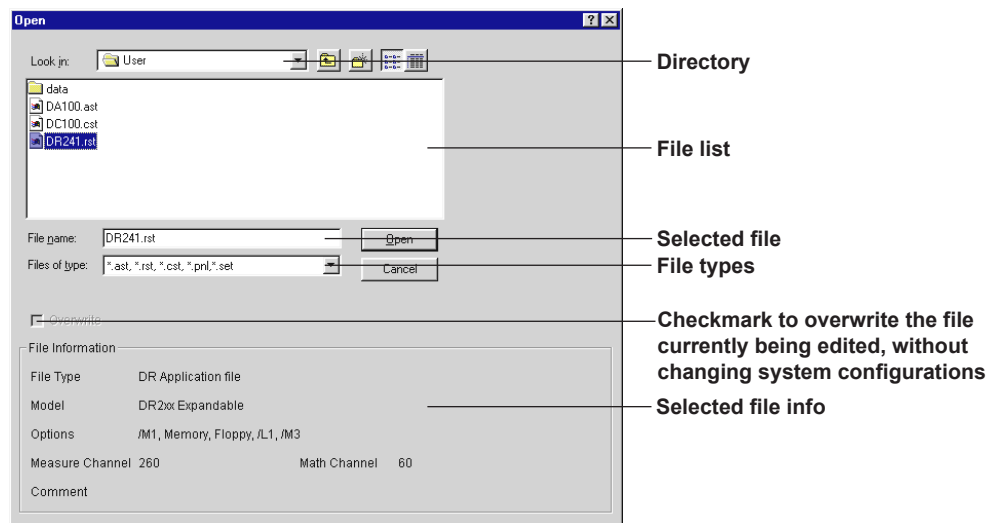 Open
Look in: User
Directory
data
DA100.ast
DC100.cst
DR241.rst
File list
File name: DR241.rst Open
Selected file
Files of type: *.ast, *.rst, *.cst, *.pnl,*.set Cancel
File types
Overwrite
Checkmark to overwrite the file
currently being edited, without
changing system configurations
File Information
File Type DR Application file
Model DR2xx Expandable
Selected file info
Options /M1, Memory, Floppy, /L1, /M3
Measure Channel 260 Math Channel 60
Comment